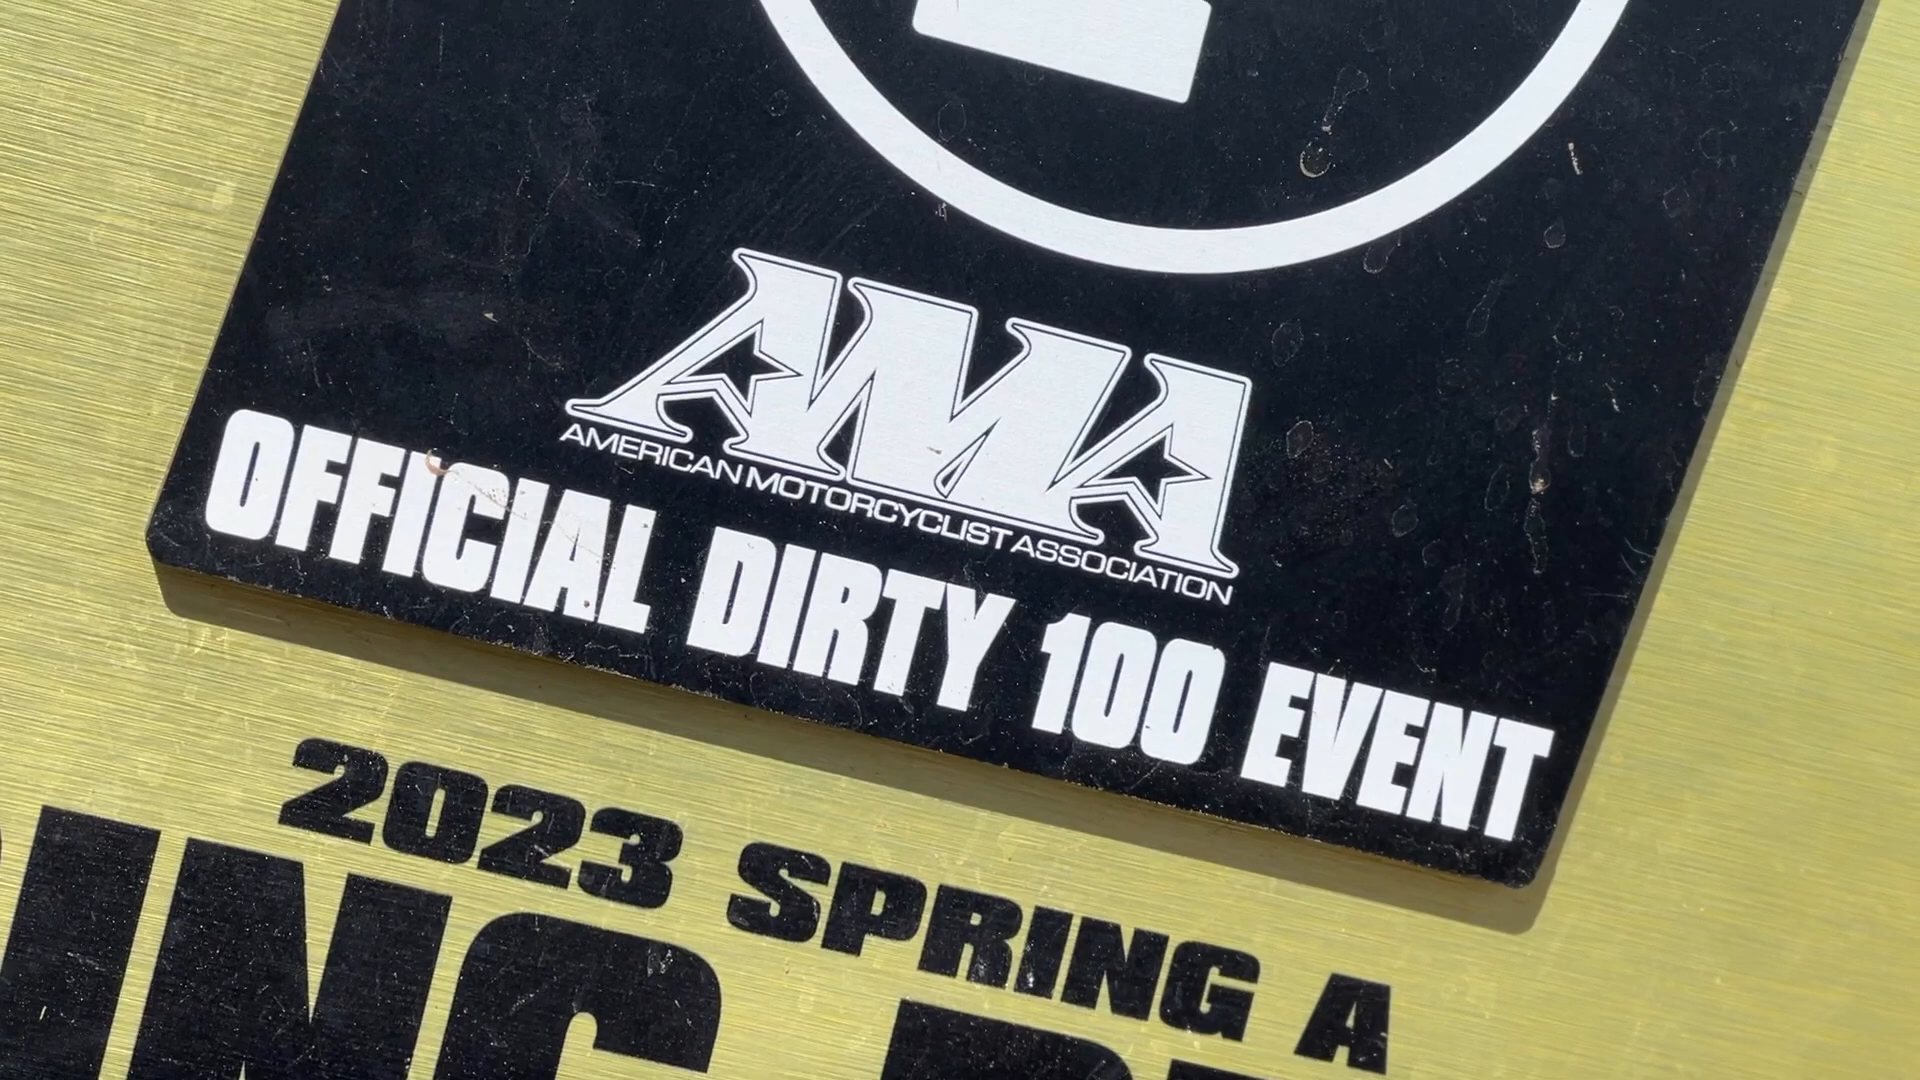 AMA
AMERICAN MOTORCYCLIST ASSOCIATION
OFFICIAL DIRTY 100 EVENT
2023 SPRING A